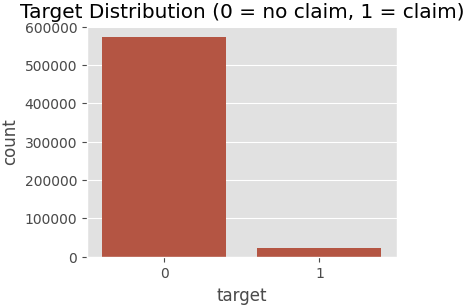 Target Distribution (0 = no claim, 1 = claim)
600000
500000
400000
300000
200000
100000
0
count
0 1
target